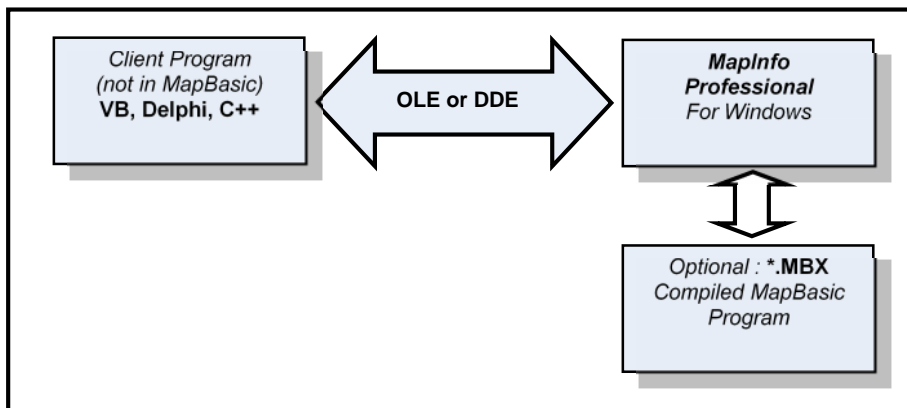 Client Program
(not in MapBasic)
VB, Delphi, C++
OLE or DDE
MapInfo
Professional
For Windows
Optional : *.MBX
Compiled MapBasic
Program